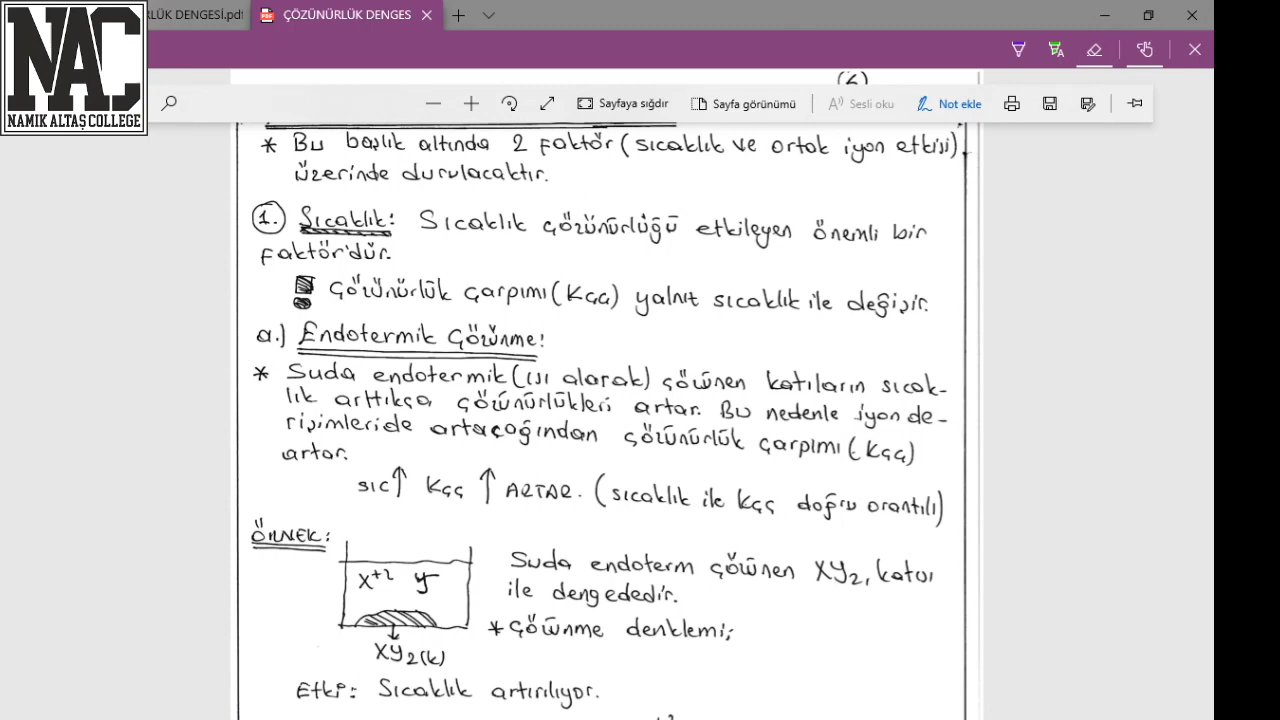 NAC
NAMIK ALTAŞ COLLEGE
RLÜK DENGESİ.pdf
ÇÖZÜNÜRLÜK DENGES
Sayfaya sığdır
Sayfa görünümü
Sesli oku
Not ekle
(6)
* Bu başlık altında 2 faktör (sıcaklık ve ortak iyon etkisi)
üzerinde durulacaktır.
1. Sıcaklık: Sıcaklık çözünürlüğü etkileyen önemli bir
faktör'dür.
Çözünürlük çarpımı (Kçç) yalnız sıcaklık ile değişir.
a.) Endotermik Çözünme:
* Suda endotermik (ısı alarak) çözünen katıların sıcak-
lık arttıkça çözünürlükleri artar. Bu nedenle iyon de-
rişimleride artacağından çözünürlük çarpımı (Kçç)
artar.
sıc↑ Kçç ↑ ARTAR. (sıcaklık ile Kçç doğru orantılı)
ÖRNEK:
X+2 Y-
Suda endoterm çözünen XY2, katısı
ile dengededir.
* Çözünme denklemi;
XY2(k)
Etki: Sıcaklık artırılıyor.